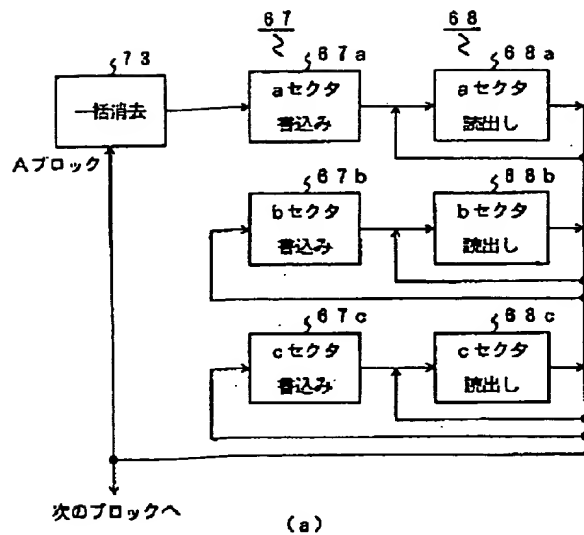 67
68
73
67a
68a
一括消去
aセクタ
書込み
aセクタ
読出し
Aブロック
67b
68b
bセクタ
書込み
bセクタ
読出し
67c
68c
cセクタ
書込み
cセクタ
読出し
次のブロックへ
(a)